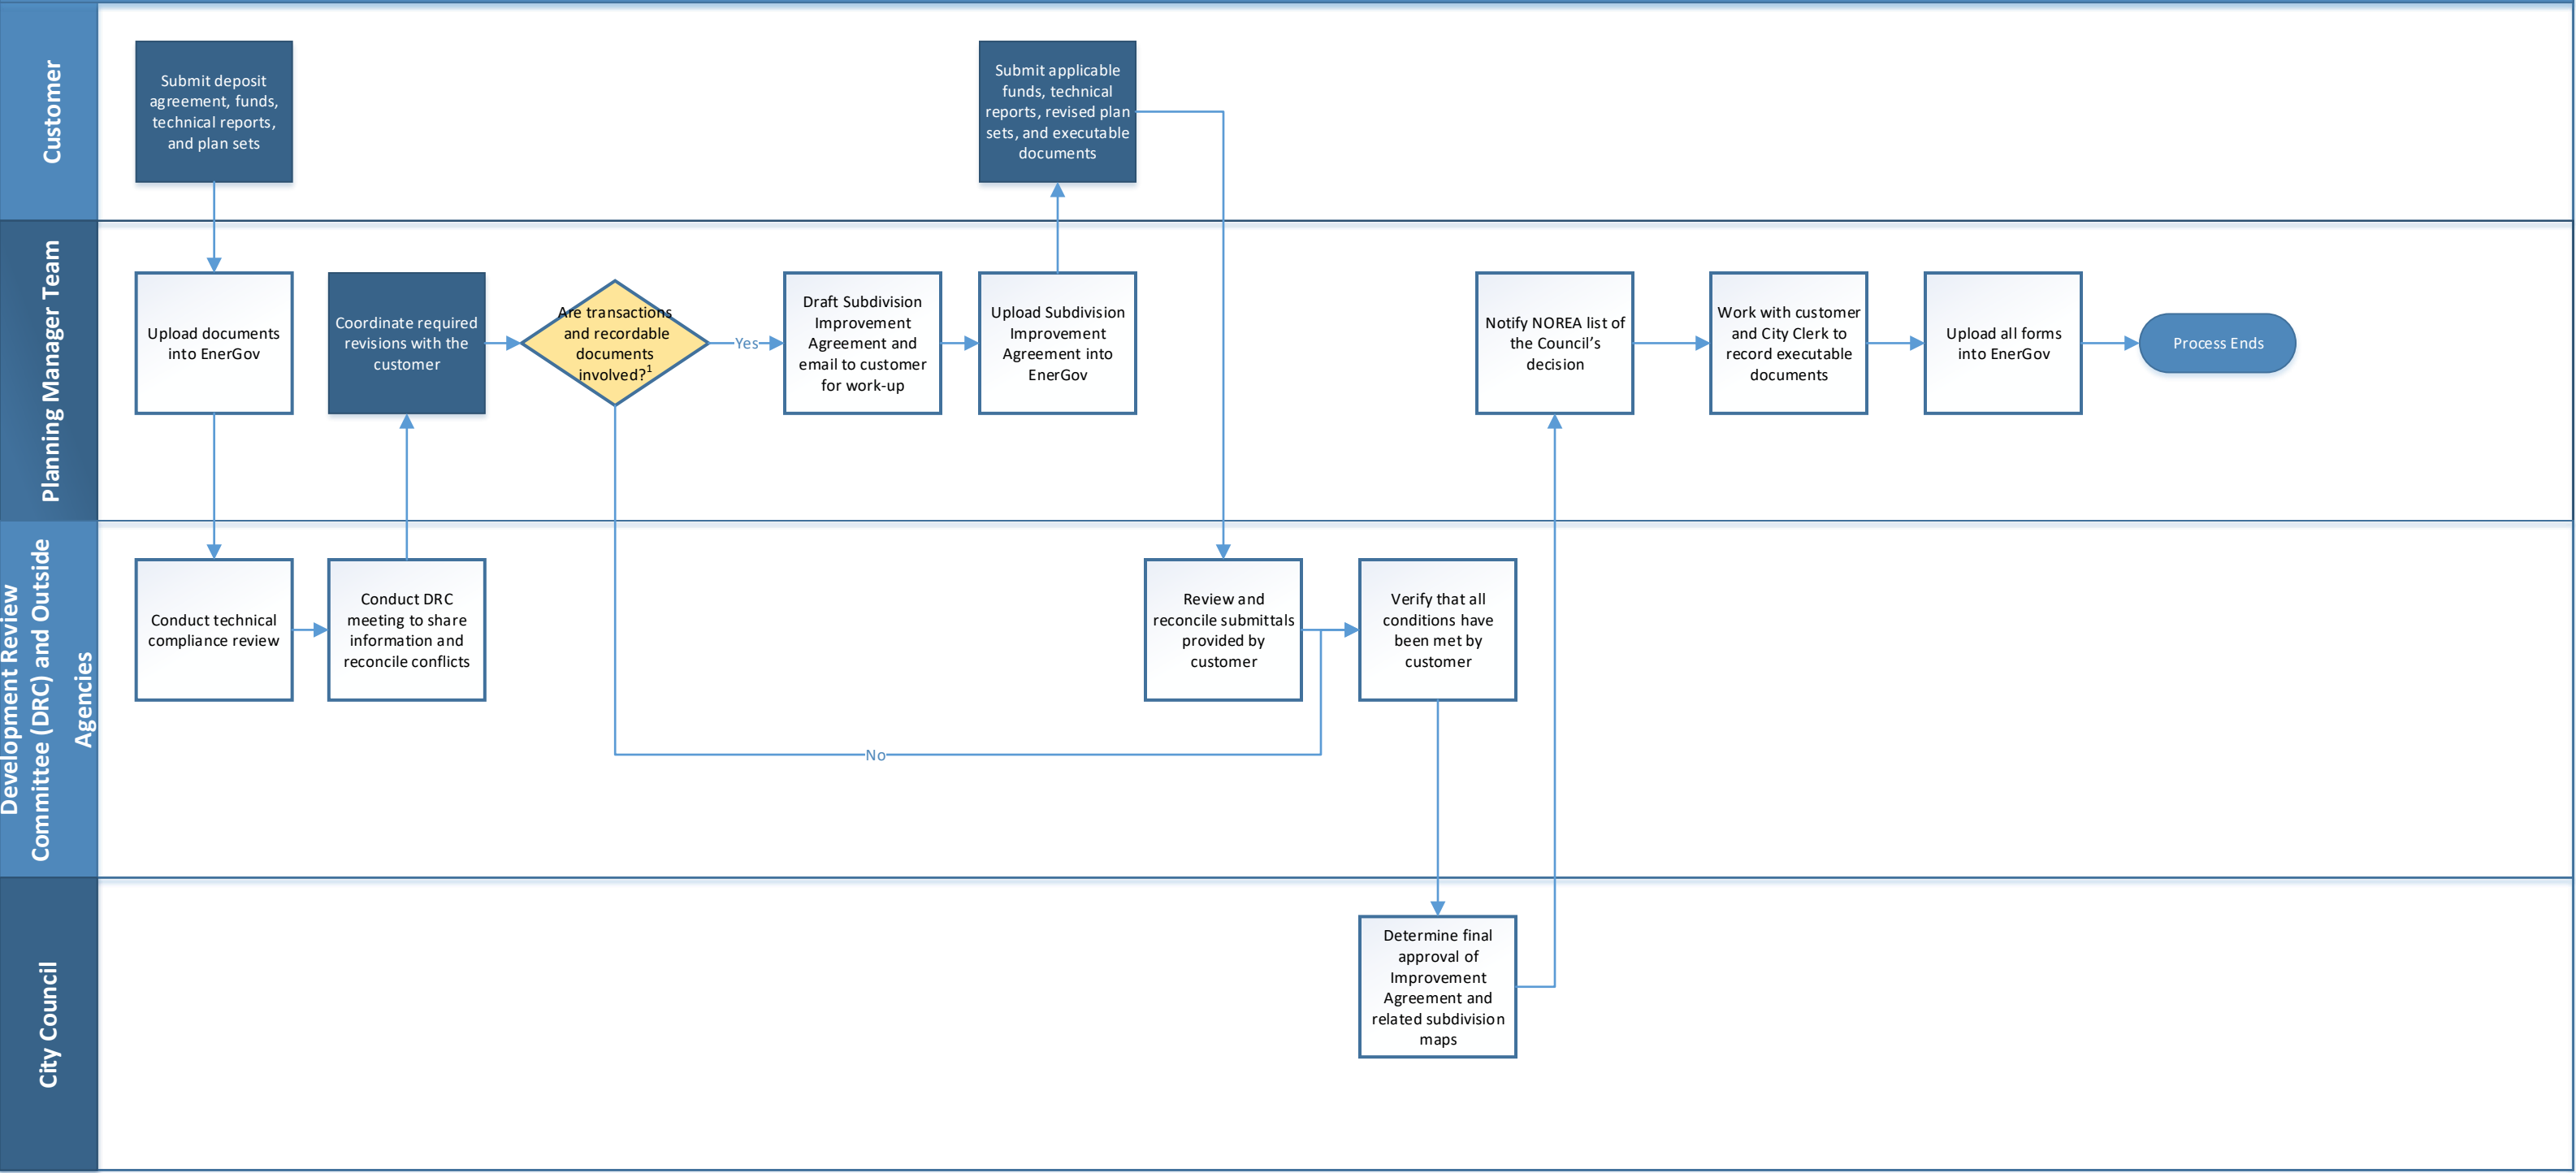 Customer
Submit deposit
agreement, funds,
technical reports,
and plan sets
Submit applicable
funds, technical
reports, revised plan
sets, and executable
documents
Planning Manager Team
Upload documents
into EnerGov
Coordinate required
revisions with the
customer
Are transactions
and recordable
documents
involved?¹
Yes
Draft Subdivision
Improvement
Agreement and
email to customer
for work-up
Upload Subdivision
Improvement
Agreement into
EnerGov
Notify NOREA list of
the Council’s
decision
Work with customer
and City Clerk to
record executable
documents
Upload all forms
into EnerGov
Process Ends
Development Review
Committee (DRC) and Outside
Agencies
Conduct technical
compliance review
Conduct DRC
meeting to share
information and
reconcile conflicts
Review and
reconcile submittals
provided by
customer
Verify that all
conditions have
been met by
customer
No
City Council
Determine final
approval of
Improvement
Agreement and
related subdivision
maps